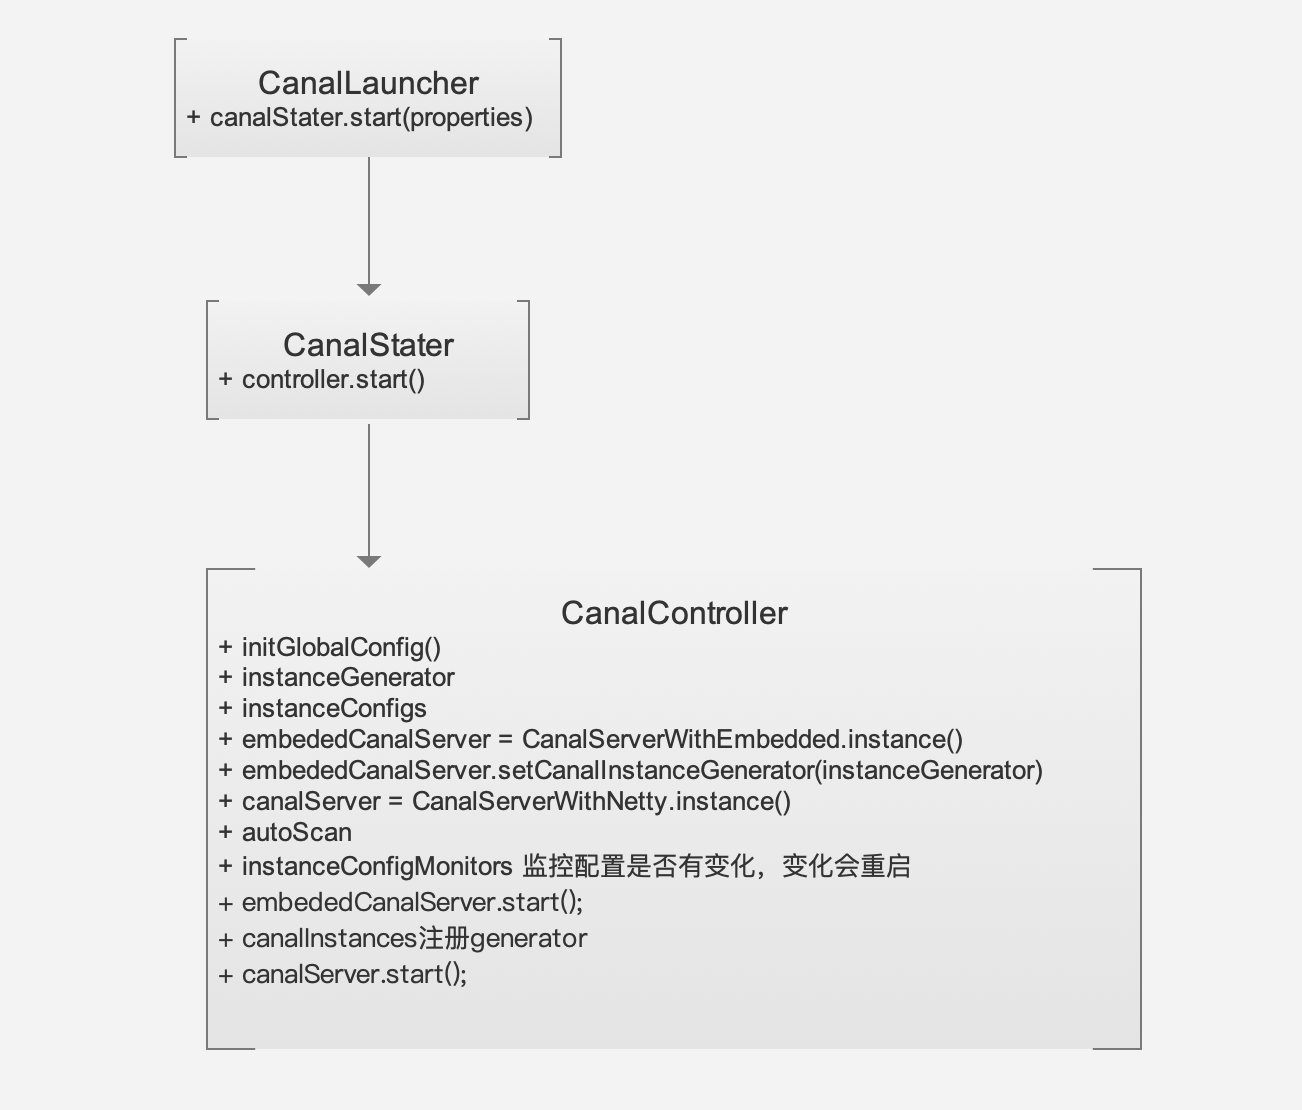 CanalLauncher
+ canalStater.start(properties)
CanalStater
+ controller.start()
CanalController
+ initGlobalConfig()
+ instanceGenerator
+ instanceConfigs
+ embededCanalServer = CanalServerWithEmbedded.instance()
+ embededCanalServer.setCanalInstanceGenerator(instanceGenerator)
+ canalServer = CanalServerWithNetty.instance()
+ autoScan
+ instanceConfigMonitors 监控配置是否有变化，变化会重启
+ embededCanalServer.start();
+ canalInstances注册generator
+ canalServer.start();